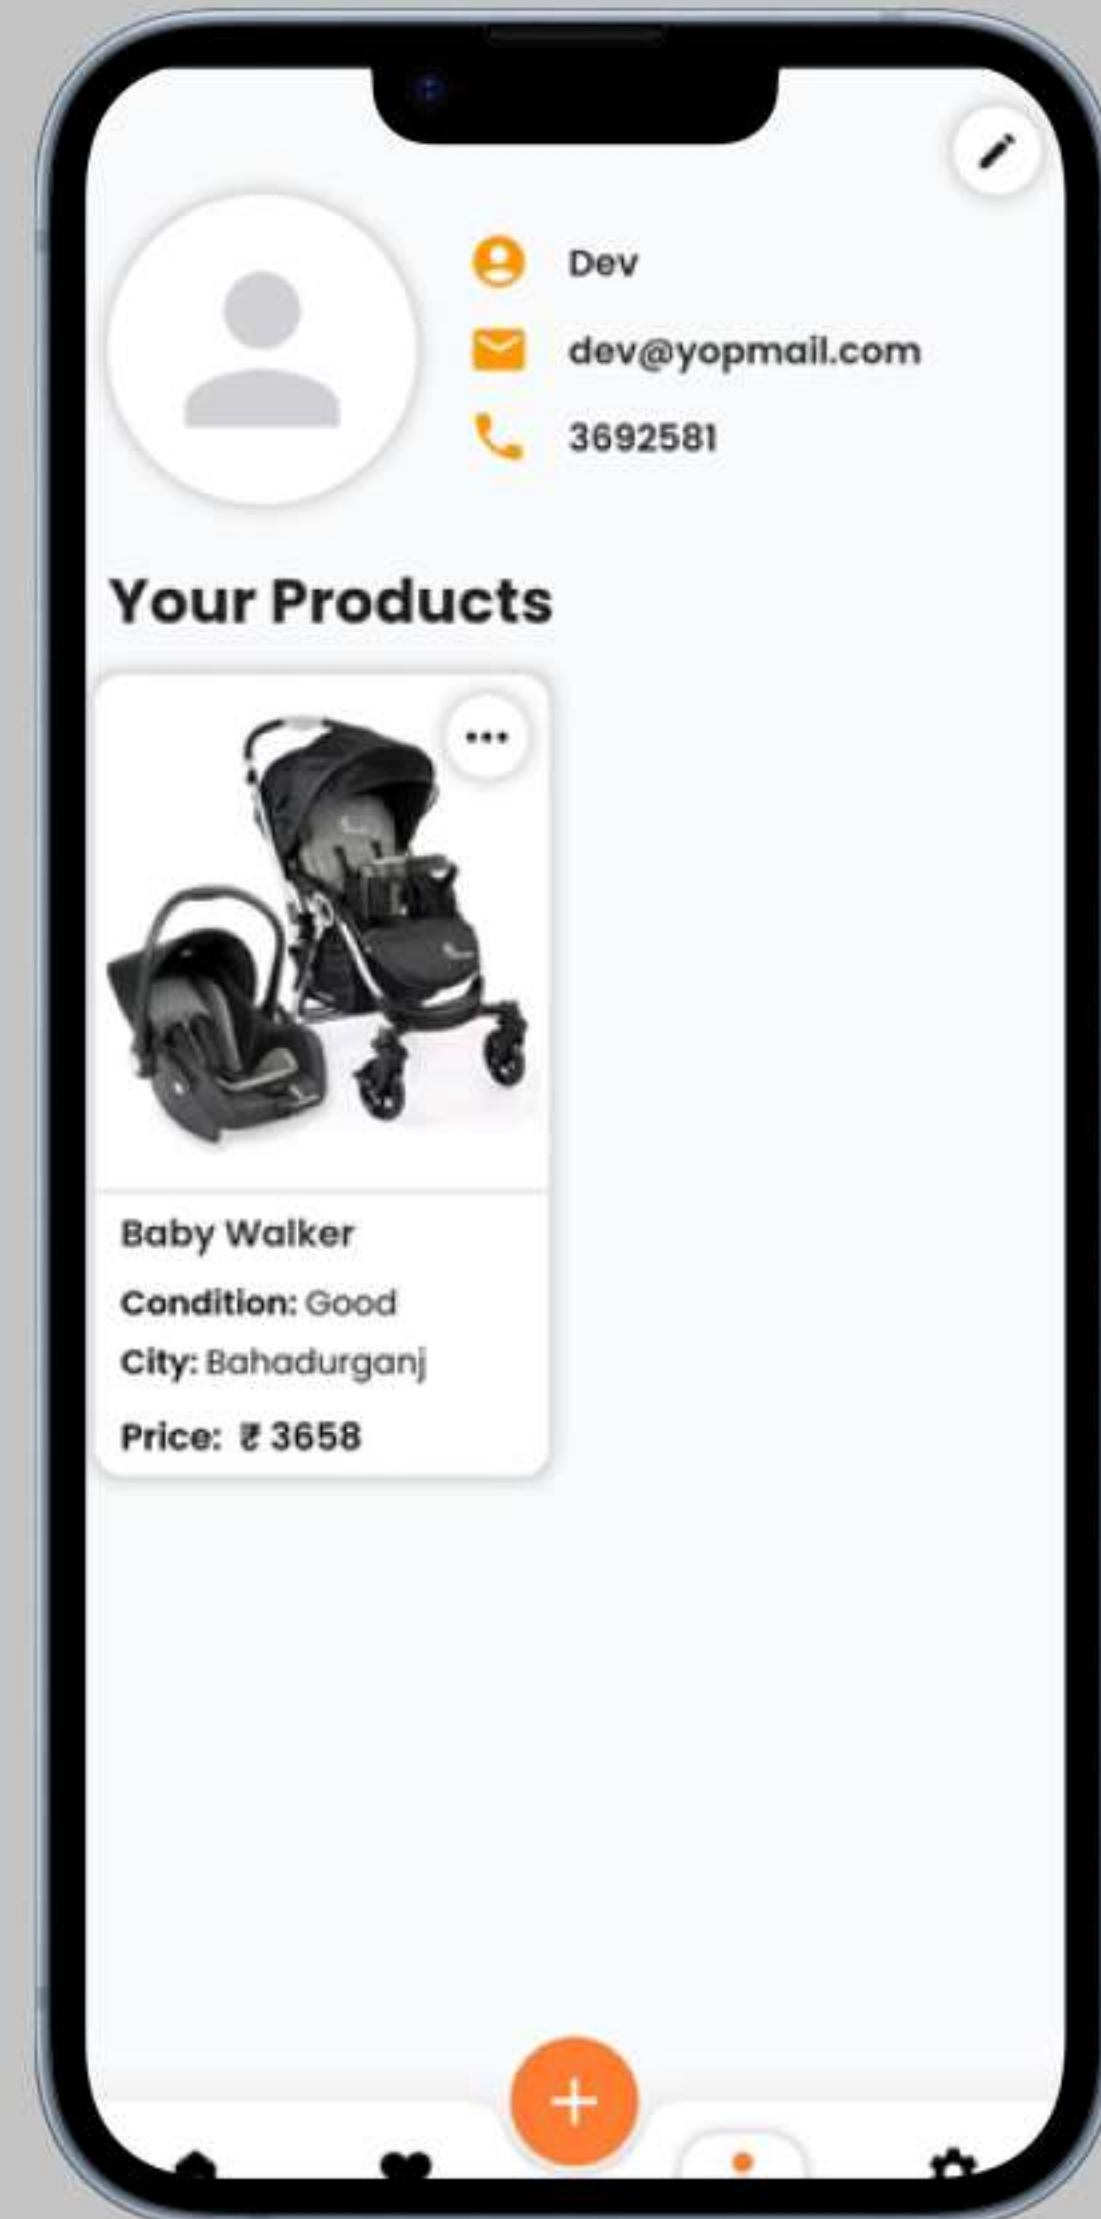 Dev
dev@yopmail.com
3692581
Your Products
Baby Walker
Condition: Good
City: Bahadurganj
Price: ₹ 3658